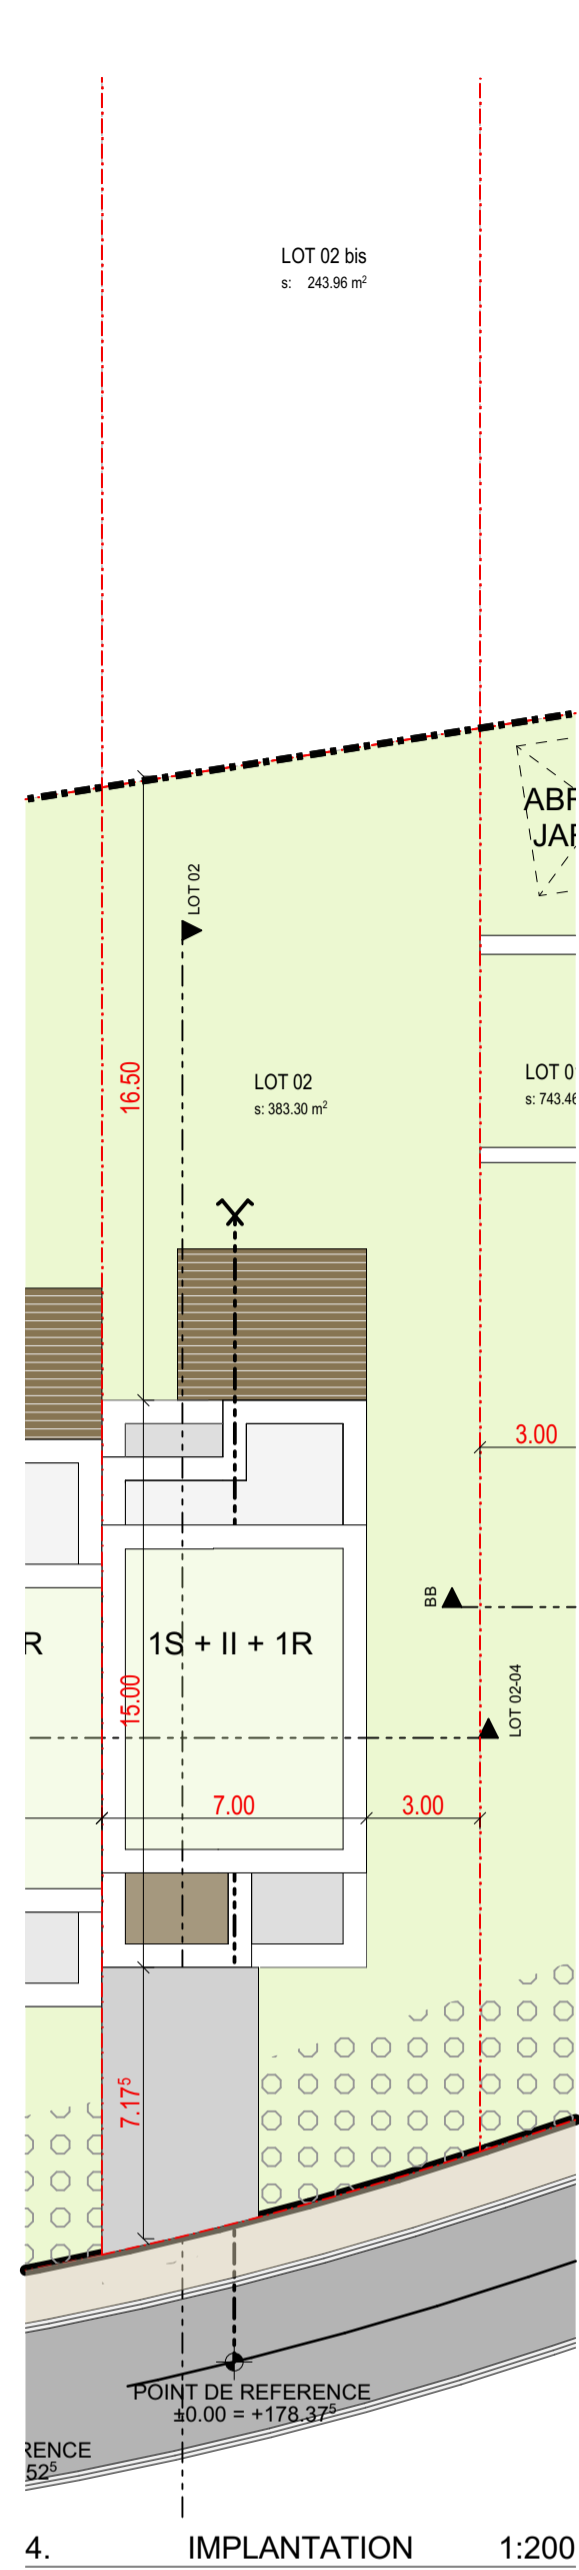 LOT 02 bis
s: 243.96 m²
LOT 02
16.50
LOT 02
s: 383.30 m²
3.00
BB
R
1S + II + 1R
15.00
LOT 02-04
7.00
3.00
7.17⁵
POINT DE REFERENCE
±0.00 = +178.37⁵
52⁵
4. IMPLANTATION 1:200